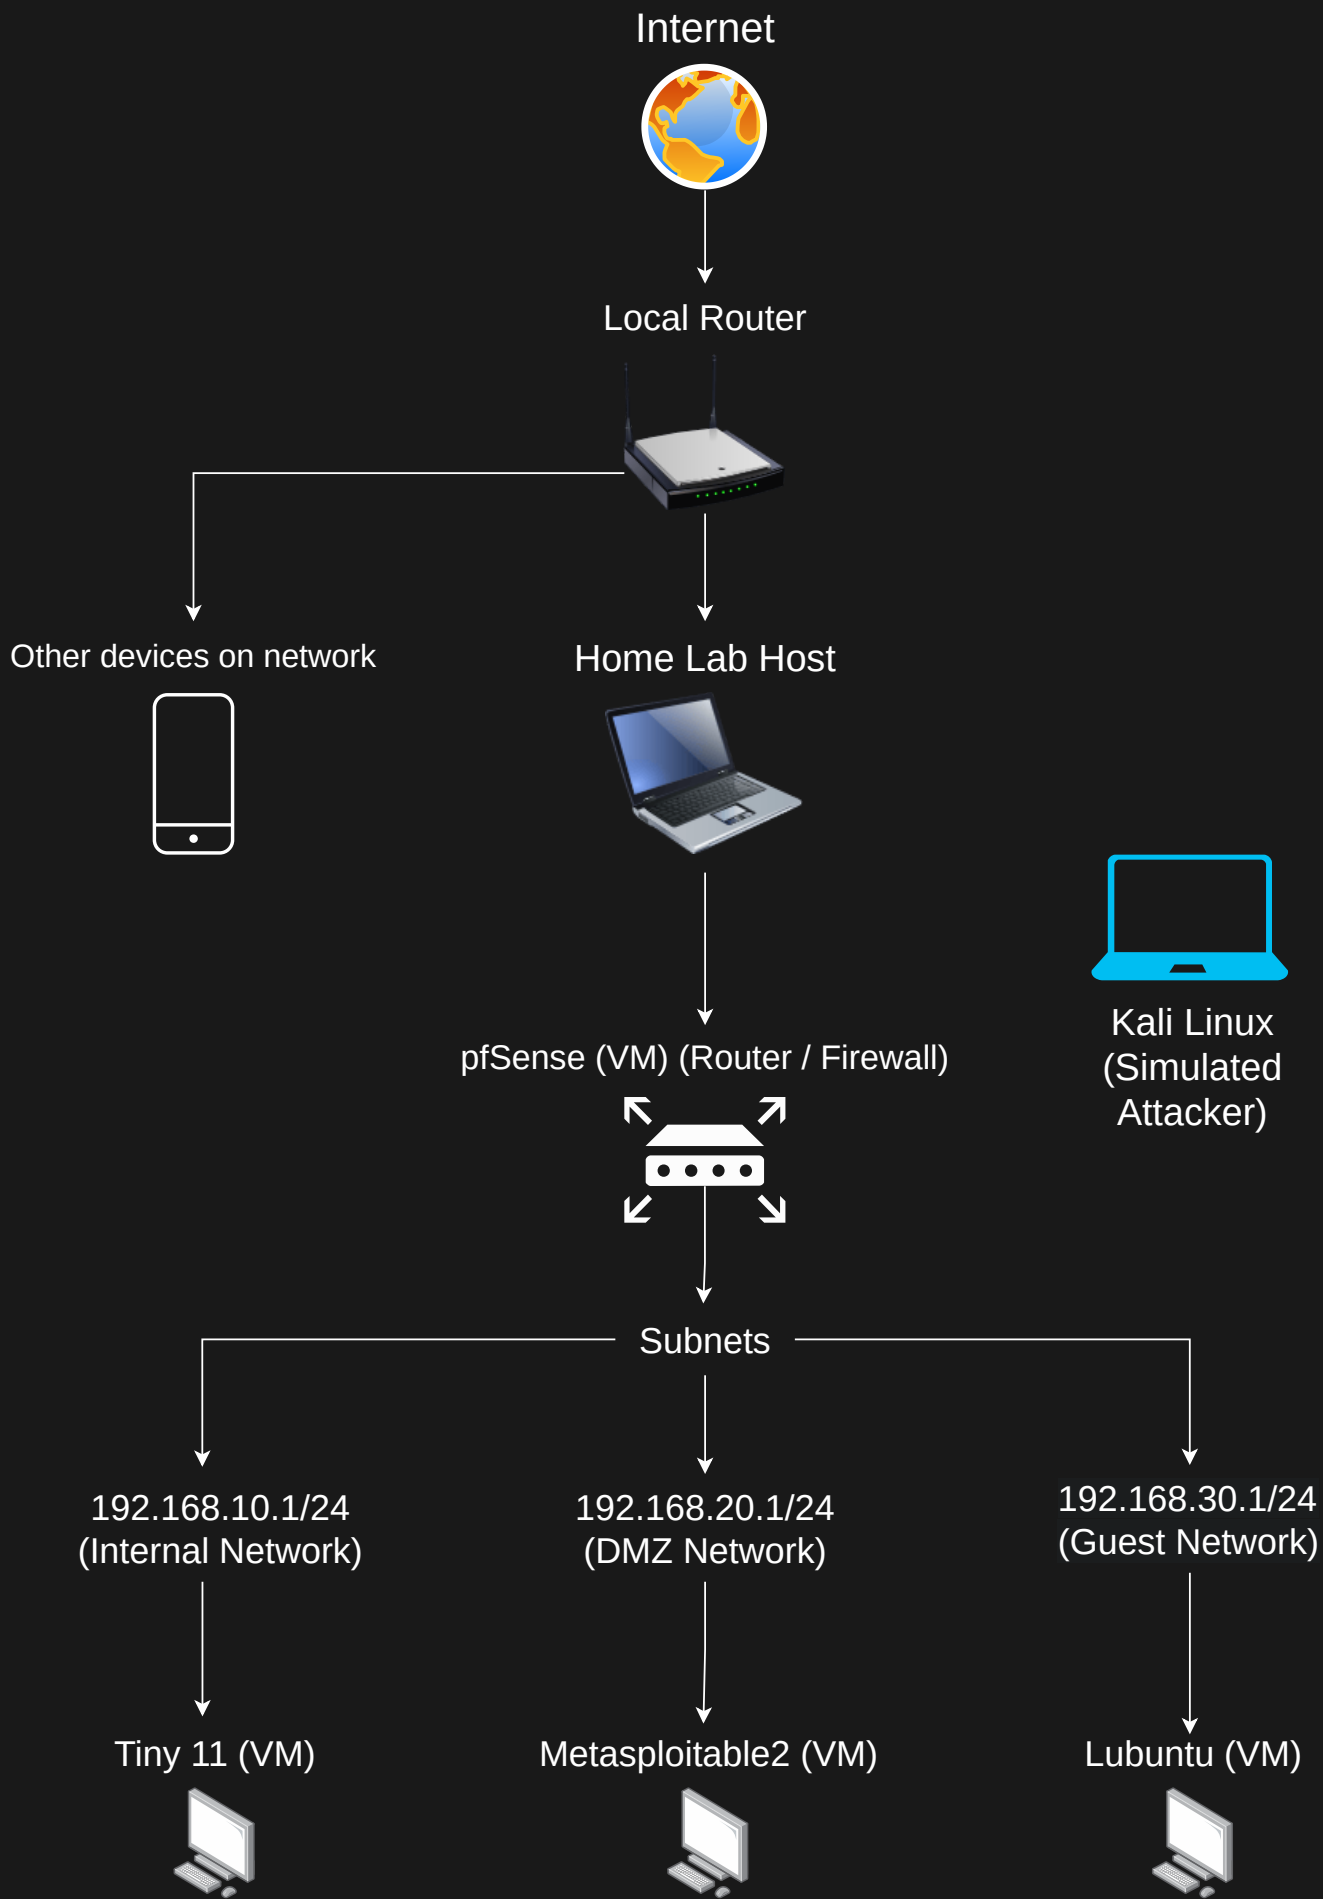 Internet
Local Router
Other devices on network
Home Lab Host
Kali Linux
(Simulated
Attacker)
pfSense (VM) (Router / Firewall)
Subnets
192.168.10.1/24
(Internal Network)
192.168.20.1/24
(DMZ Network)
192.168.30.1/24
(Guest Network)
Tiny 11 (VM)
Metasploitable2 (VM)
Lubuntu (VM)